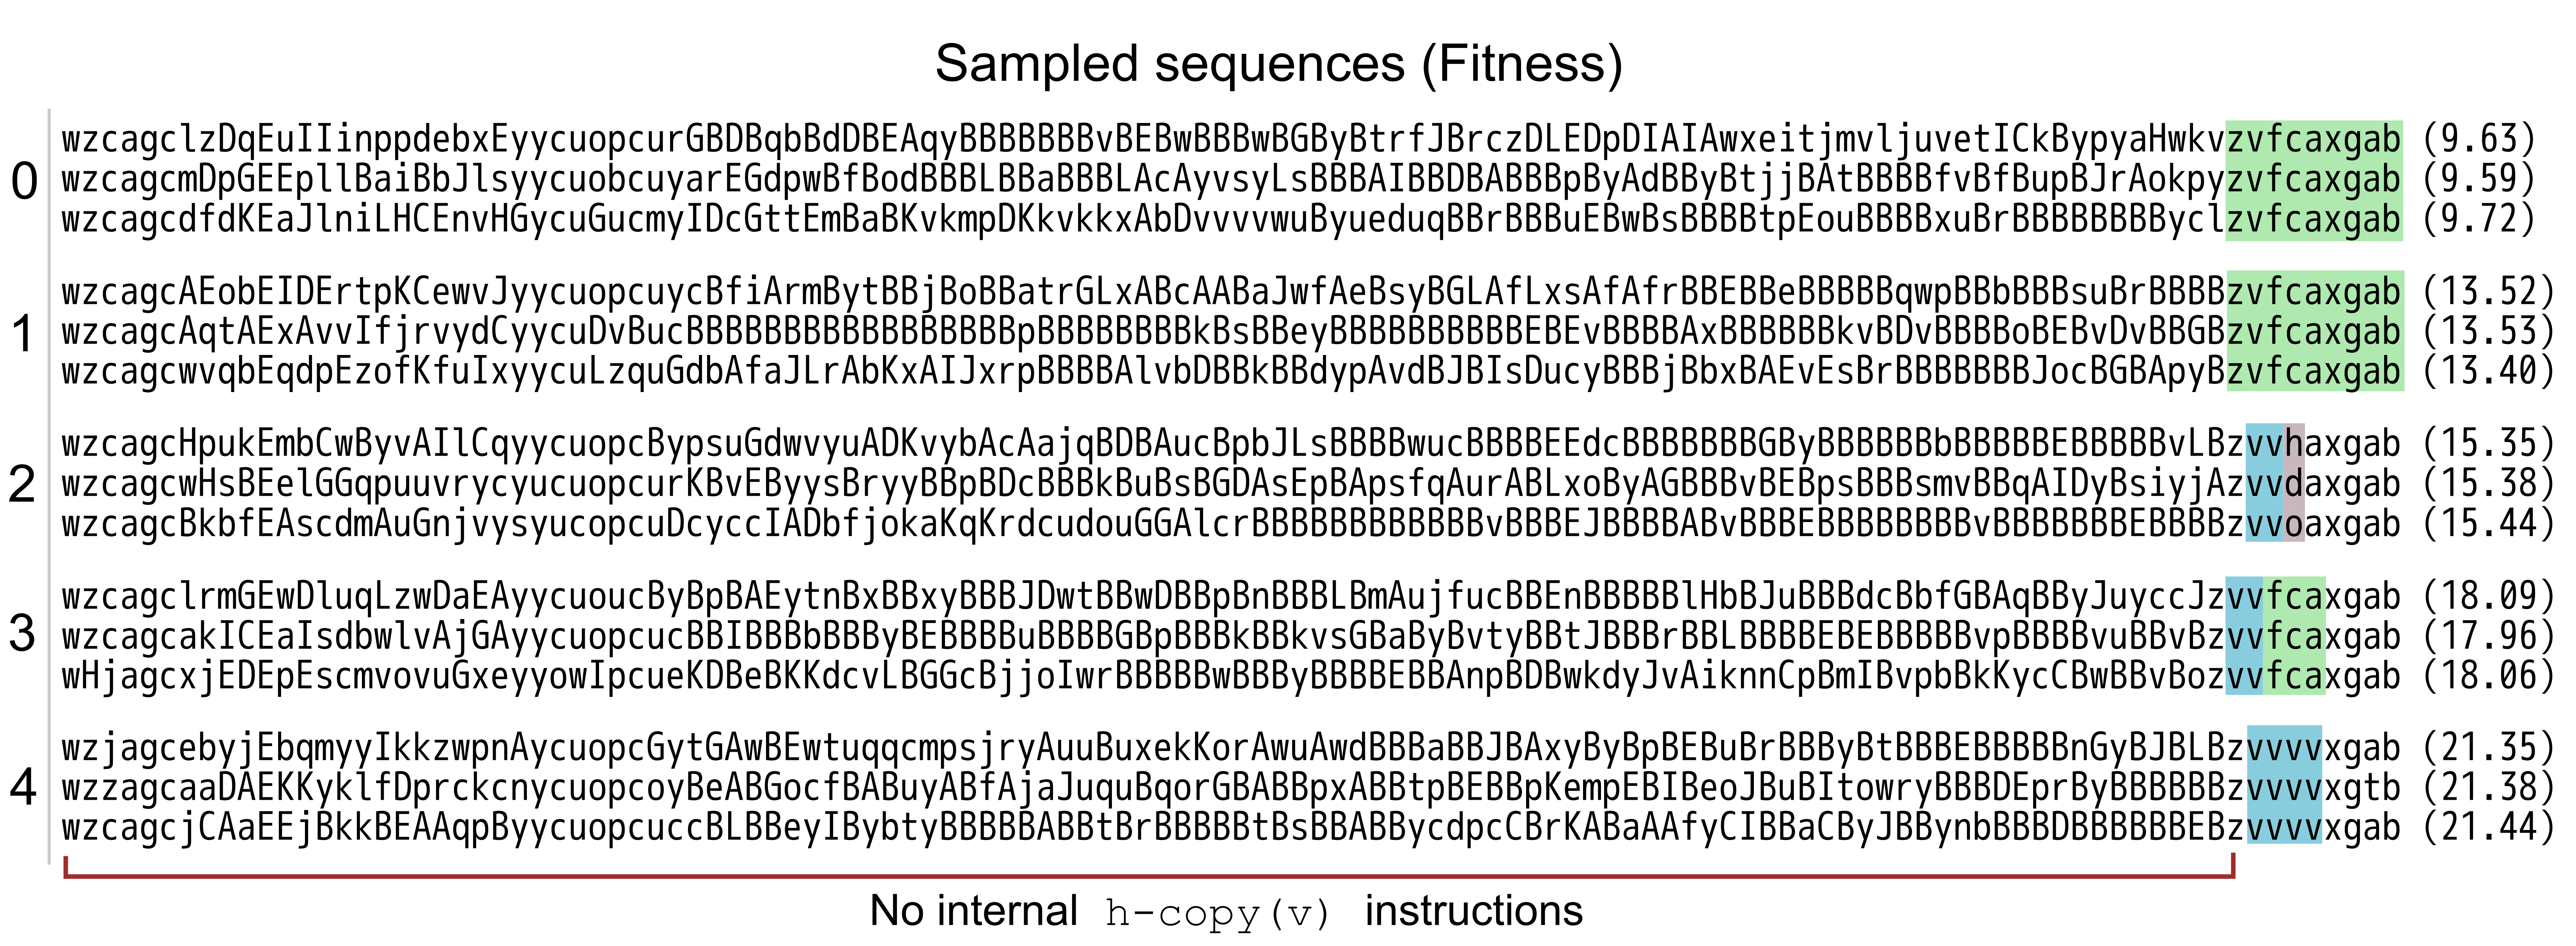 Sampled sequences (Fitness)
0
wzcagclzDqEuIIinppdebxEyycuopcurGBDBqbBdDBEAqyBBBBBBBvBEBwBBBwBGByBtrfJBrczDLEDpDIAIAwxeitjmvljuvetICkBypyaHwkvzvfcaxgab (9.63)
wzcagcmDpGEEpllBaiBbJlsyycuobcuyarEGdpwBfBodBBBLBBaBBBLAcAyvsyLsBBBAIBBDBABBBpByAdBByBtjjBAtBBBBfvBfBupBJrAokpyzvfcaxgab (9.59)
wzcagcdfdKEaJlniLHCEnvHGycuGucmyIDcGttEmBaBKvkmpDKkvkkxAbDvvvvwuByueduqBBrBBBuEBwBsBBBBtpEouBBBBxuBrBBBBBBBByclzvfcaxgab (9.72)
1
wzcagcAEobEIDErtpKCewvJyycuopcuycBfiArmBytBBjBoBBatrGLxABcAABaJwfAeBsyBGLAfLxsAfAfrBBEBBeBBBBBqwpBBbBBBsuBrBBBBzvfcaxgab (13.52)
wzcagcAqtAExAvvIfjrvydCyycuDvBucBBBBBBBBBBBBBBBBBpBBBBBBBBkBsBBeyBBBBBBBBBBEBEvBBBBAxBBBBBBkvBDvBBBBoBEBvDvBBGBzvfcaxgab (13.53)
wzcagcwvqbEqdpEzofKfuIxyycuLzquGdbAfaJLrAbKxAIJxrpBBBBAlvbDBBkBBdypAvdBJBIsDucyBBBjBbxBAEvEsBrBBBBBBBJocBGBApyBzvfcaxgab (13.40)
2
wzcagcHpukEmbCwByvAIlCqyycuopcBypsuGdwvyuADKvybAcAajqBDBAucBpbJLsBBBBwucBBBBEEdcBBBBBBBGByBBBBBBbBBBBBEBBBBBvLBzvvhaxgab (15.35)
wzcagcwHsBEelGGqpuuvrycyucuopcurKBvEByysBryyBBpBDcBBBkBuBsBGDAsEpBApsfqAurABLxoByAGBBBvBEBpsBBBsmvBBqAIDyBsiyjAzvvdaxgab (15.38)
wzcagcBkbfEAscdmAuGnjvysyucopcuDcyccIADbfjokaKqKrdcudouGGAlcrBBBBBBBBBBBBvBBBEJBBBBABvBBBEBBBBBBBBvBBBBBBBEBBBBzvvoaxgab (15.44)
3
wzcagclrmGEwDluqLzwDaEAyycuoucByBpBAEytnBxBBxyBBBJDwtBBwDBBpBnBBBLBmAujfucBBEnBBBBBlHbBJuBBBdcBbfGBAqBByJuyccJzvvfcaxgab (18.09)
wzcagcakICEaIsdbwlvAjGAyycuopcucBBIBBBbBBByBEBBBBuBBBBGBpBBBkBBkvsGBaByBvtyBBtJBBBrBBLBBBBEBEBBBBBvpBBBBvuBBvBzvvfcaxgab (17.96)
wHjagcxjEDEpEscmvovuGxeyyowIpcueKDBeBKKdcvLBGGcBjjoIwrBBBBBwBBByBBBBEBBAnpBDBwkdyJvAiknnCpBmIBvpbBkKycCBwBBvBozvvfcaxgab (18.06)
4
wzjagcebyjEbqmyyIkkzwpnAycuopcGytGAwBEwtuqqcmpsjryAuuBuxekKorAwuAwdBBBaBBJBAxyByBpBEBuBrBBByBtBBBEBBBBBnGyBJBLBzvvvvxgab (21.35)
wzzagcaaDAEKKyklfDprckcnycuopcoyBeABGocfBABuyABfAjaJuquBqorGBABBpxABBtpBEBBpKempEBIBeoJBuBItowryBBBDEprByBBBBBBzvvvvxgtb (21.38)
wzcagcjCAaEEjBkkBEAAqpByycuopcuccBLBBeyIBybtyBBBBBABBtBrBBBBBtBsBBABBycdpcCBrKABaAAfyCIBBaCByJBBynbBBBDBBBBBBEBzvvvvxgab (21.44)
No internal h-copy(v) instructions